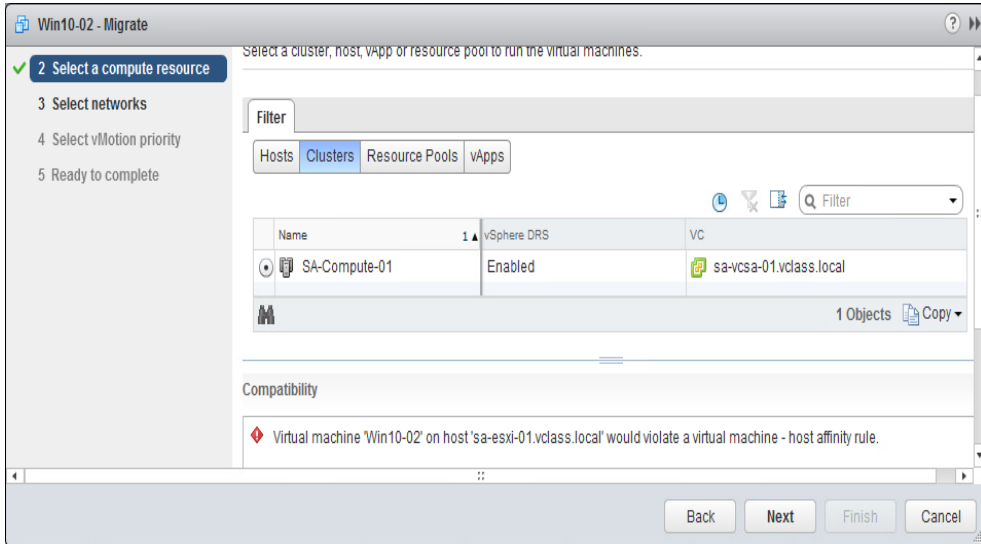 Win10-02 - Migrate
2 Select a compute resource
3 Select networks
4 Select vMotion priority
5 Ready to complete
Select a cluster, host, vApp or resource pool to run the virtual machines.
Filter
Hosts Clusters Resource Pools vApps
Filter
Name 1 vSphere DRS VC
SA-Compute-01 Enabled sa-vcsa-01.vclass.local
1 Objects Copy
Compatibility
Virtual machine 'Win10-02' on host 'sa-esxi-01.vclass.local' would violate a virtual machine - host affinity rule.
Back Next Finish Cancel